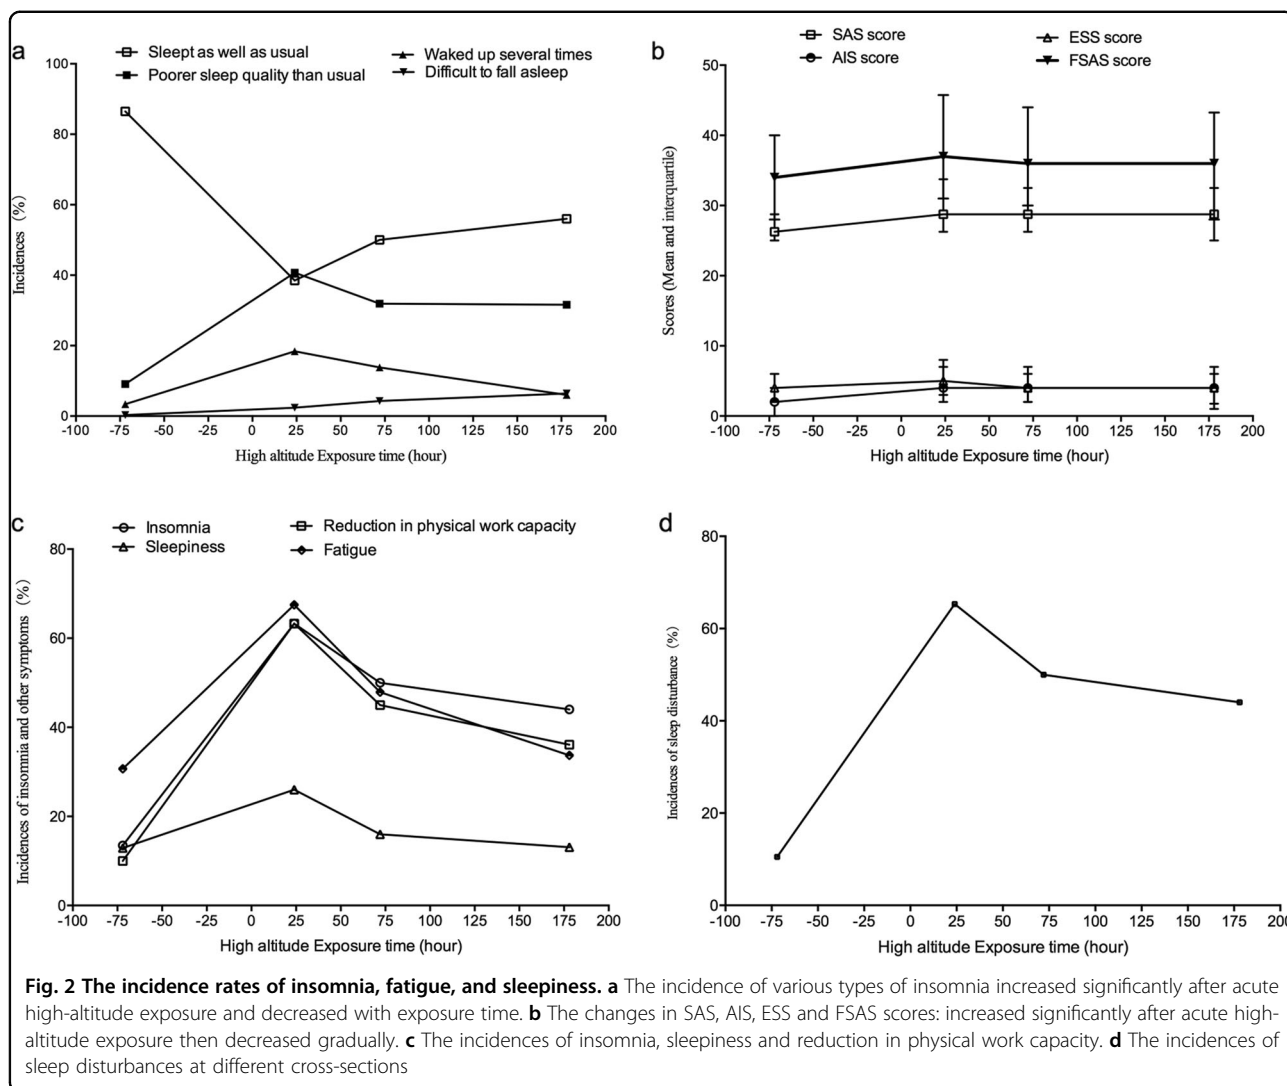 a
Slept as well as usual
Poorer sleep quality than usual
Waked up several times
Difficult to fall asleep
Incidences (%)
100
80
60
40
20
0
-100 -75 -50 -25 0 25 50 75 100 125 150 175 200
High altitude Exposure time (hour)
b
SAS score
AIS score
ESS score
FSAS score
Scores (Mean and interquartile)
50
40
30
20
10
0
-100 -75 -50 -25 0 25 50 75 100 125 150 175 200
High altitude Exposure time (hour)
c
Insomnia
Sleepiness
Reduction in physical work capacity
Fatigue
Incidences of insomnia and other symptoms (%)
80
60
40
20
0
-100 -75 -50 -25 0 25 50 75 100 125 150 175 200
High altitude Exposure time (hour)
d
Incidences of sleep disturbance (%)
80
60
40
20
0
-100 -75 -50 -25 0 25 50 75 100 125 150 175 200
High altitude Exposure time (hour)
Fig. 2 The incidence rates of insomnia, fatigue, and sleepiness. a The incidence of various types of insomnia increased significantly after acute
high-altitude exposure and decreased with exposure time. b The changes in SAS, AIS, ESS and FSAS scores: increased significantly after acute high-
altitude exposure then decreased gradually. c The incidences of insomnia, sleepiness and reduction in physical work capacity. d The incidences of
sleep disturbances at different cross-sections